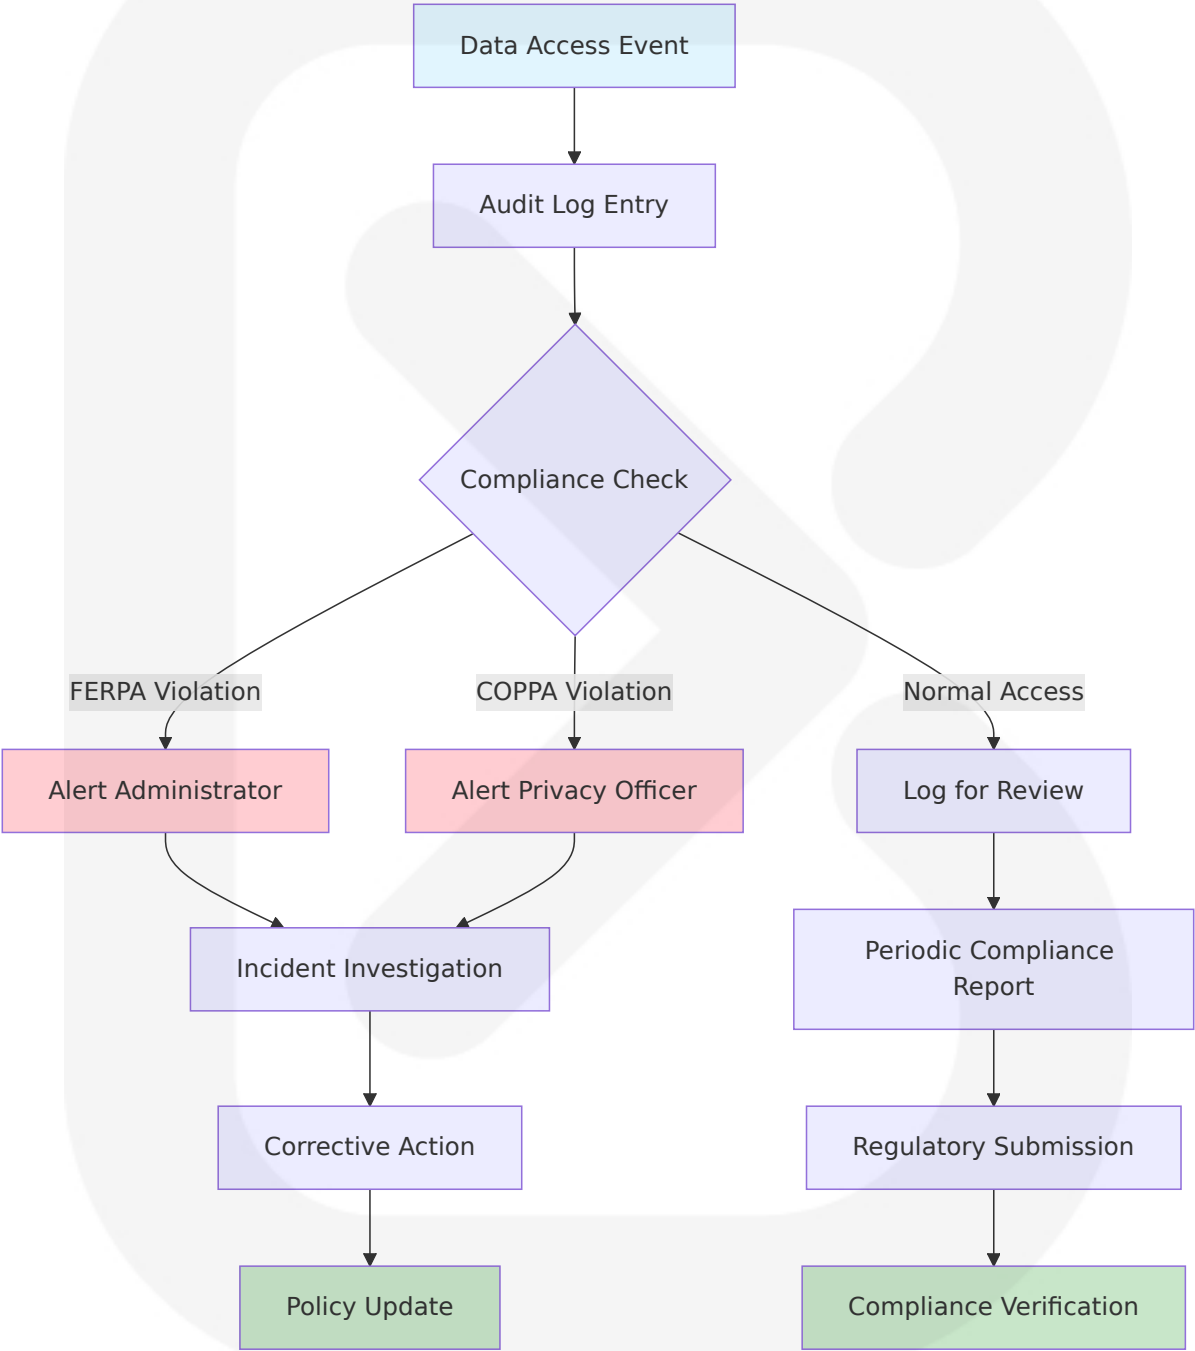 Data Access Event
Audit Log Entry
Compliance Check
FERPA Violation
COPPA Violation
Normal Access
Alert Administrator
Alert Privacy Officer
Log for Review
Incident Investigation
Periodic Compliance
Report
Corrective Action
Regulatory Submission
Policy Update
Compliance Verification